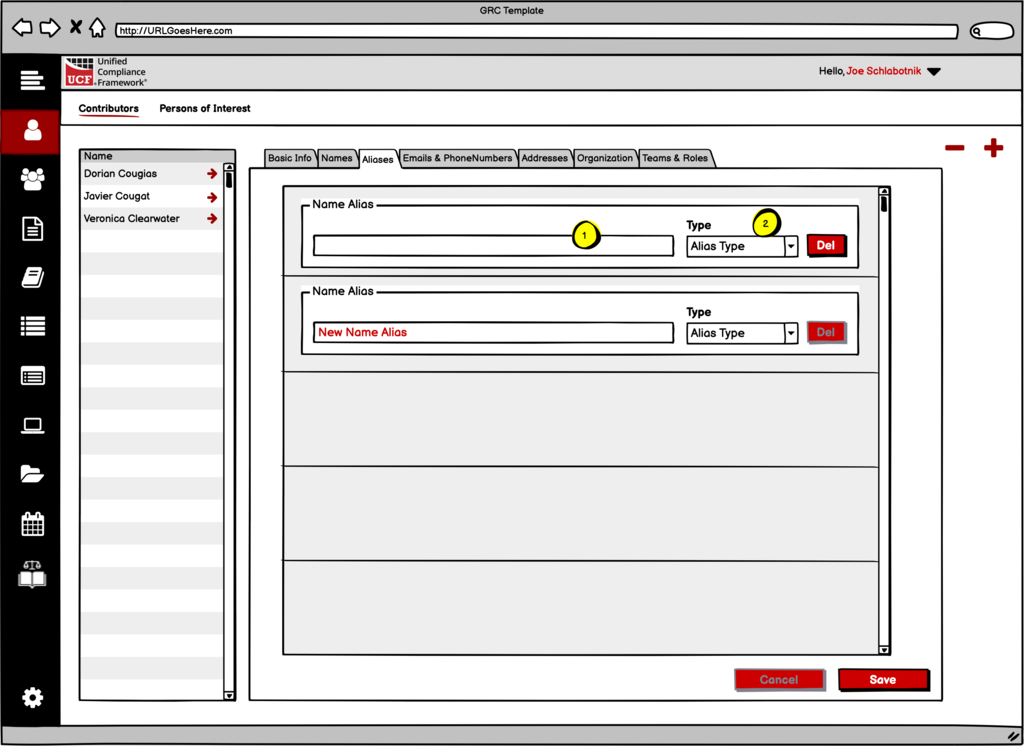 GRC Template
http://URLGoesHere.com
Unified
Compliance
Framework®
UCF
Hello, Joe Schlabotnik
Contributors Persons of Interest
Name
Dorian Cougias
Javier Cougat
Veronica Clearwater
Basic Info Names Aliases Emails & PhoneNumbers Addresses Organization Teams & Roles
Name Alias
1
Type
2
Alias Type
Del
Name Alias
New Name Alias
Type
Alias Type
Del
Cancel
Save